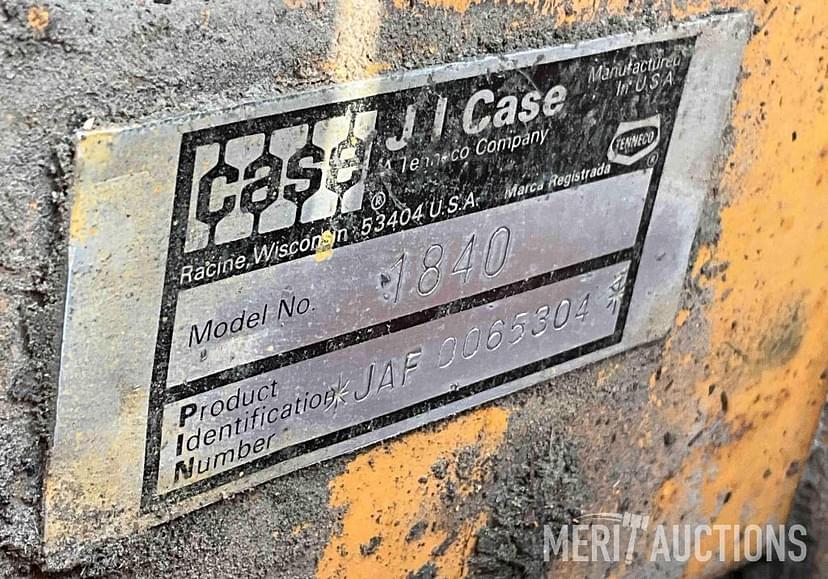 case ® J I Case
A Tenneco Company
Manufactured
In U.S.A.
TENNECO ®
Marca Registrada
Racine, Wisconsin 53404 U.S.A.
Model No. 1840
Product
Identification
Number
*JAF 0065304*
MERIT AUCTIONS